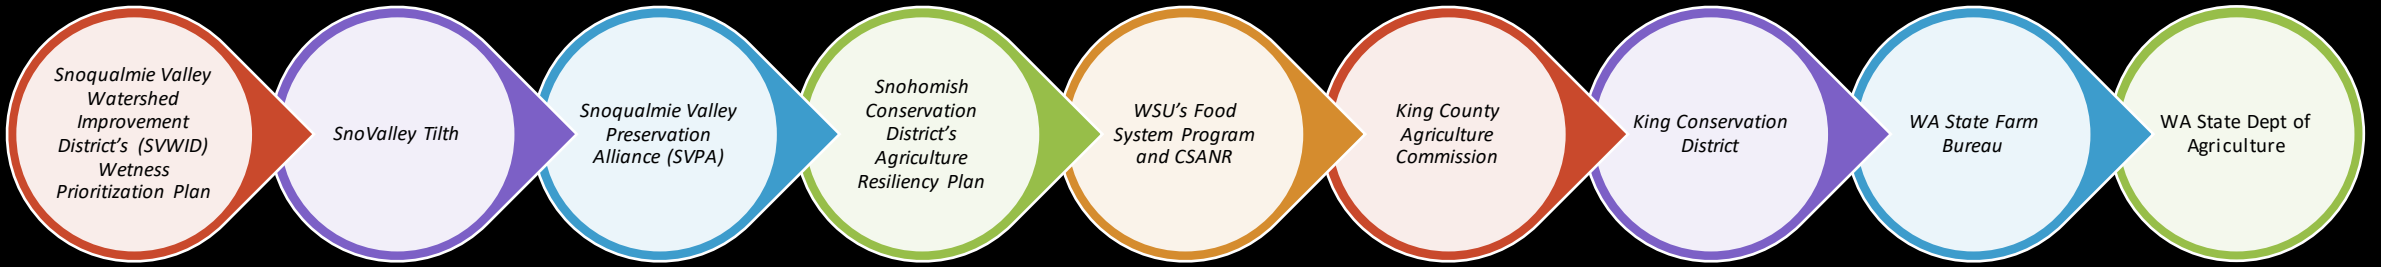 Snoqualmie Valley
Watershed
Improvement
District’s (SVWID)
Wetness
Prioritization Plan
SnoValley Tilth
Snoqualmie Valley
Preservation
Alliance (SVPA)
Snohomish
Conservation
District’s
Agriculture
Resiliency Plan
WSU’s Food
System Program
and CSANR
King County
Agriculture
Commission
King Conservation
District
WA State Farm
Bureau
WA State Dept of
Agriculture